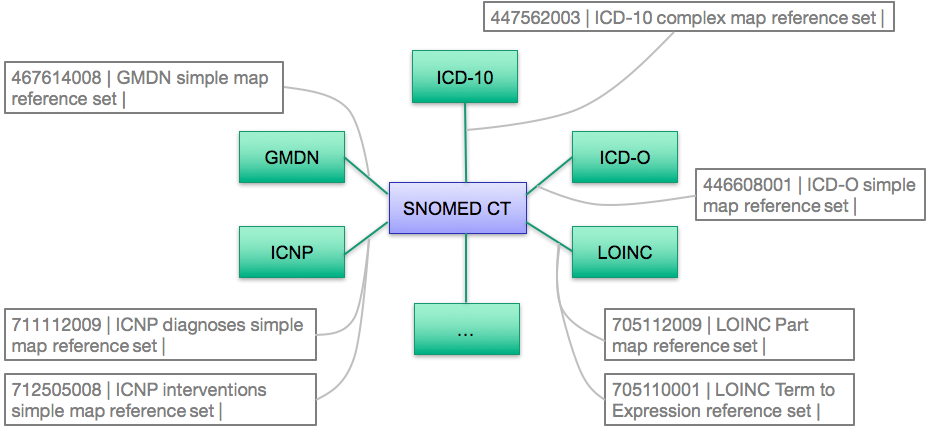 447562003 | ICD-10 complex map reference set |
ICD-10
467614008 | GMDN simple map
reference set |
GMDN
ICD-O
446608001 | ICD-O simple
map reference set |
SNOMED CT
ICNP
LOINC
...
711112009 | ICNP diagnoses simple
map reference set |
705112009 | LOINC Part
map reference set |
712505008 | ICNP interventions
simple map reference set |
705110001 | LOINC Term to
Expression reference set |